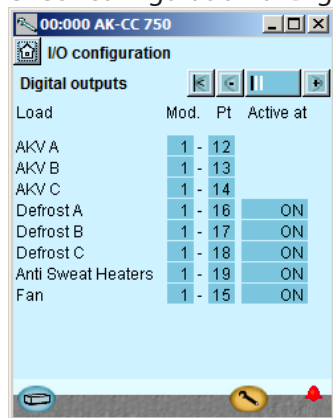 00:000 AK-CC 750
I/O configuration
Digital outputs
Load Mod. Pt Active at
AKV A 1 - 12
AKV B 1 - 13
AKV C 1 - 14
Defrost A 1 - 16 ON
Defrost B 1 - 17 ON
Defrost C 1 - 18 ON
Anti Sweat Heaters 1 - 19 ON
Fan 1 - 15 ON